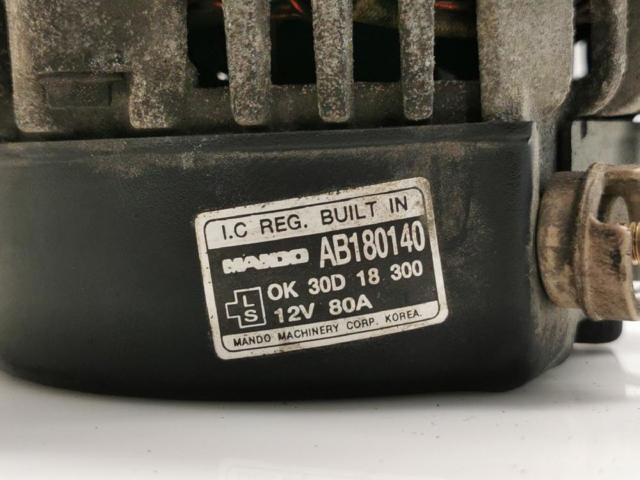 I.C REG. BUILT IN
MANDO AB180140
LS OK 30D 18 300
12V 80A
MANDO MACHINERY CORP. KOREA.